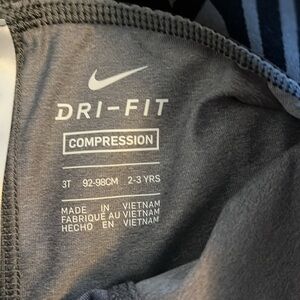 DRI-FIT
COMPRESSION
3T 92-98CM 2-3 YRS
MADE IN VIETNAM
FABRIQUÉ AU VIETNAM
HECHO EN VIETNAM